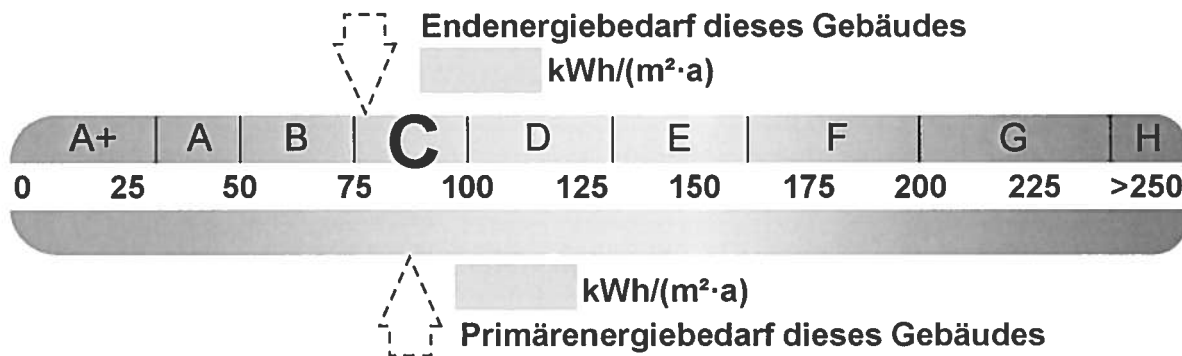 Endenergiebedarf dieses Gebäudes
kWh/(m²·a)
A+ A B C D E F G H
0 25 50 75 100 125 150 175 200 225 >250
kWh/(m²·a)
Primärenergiebedarf dieses Gebäudes